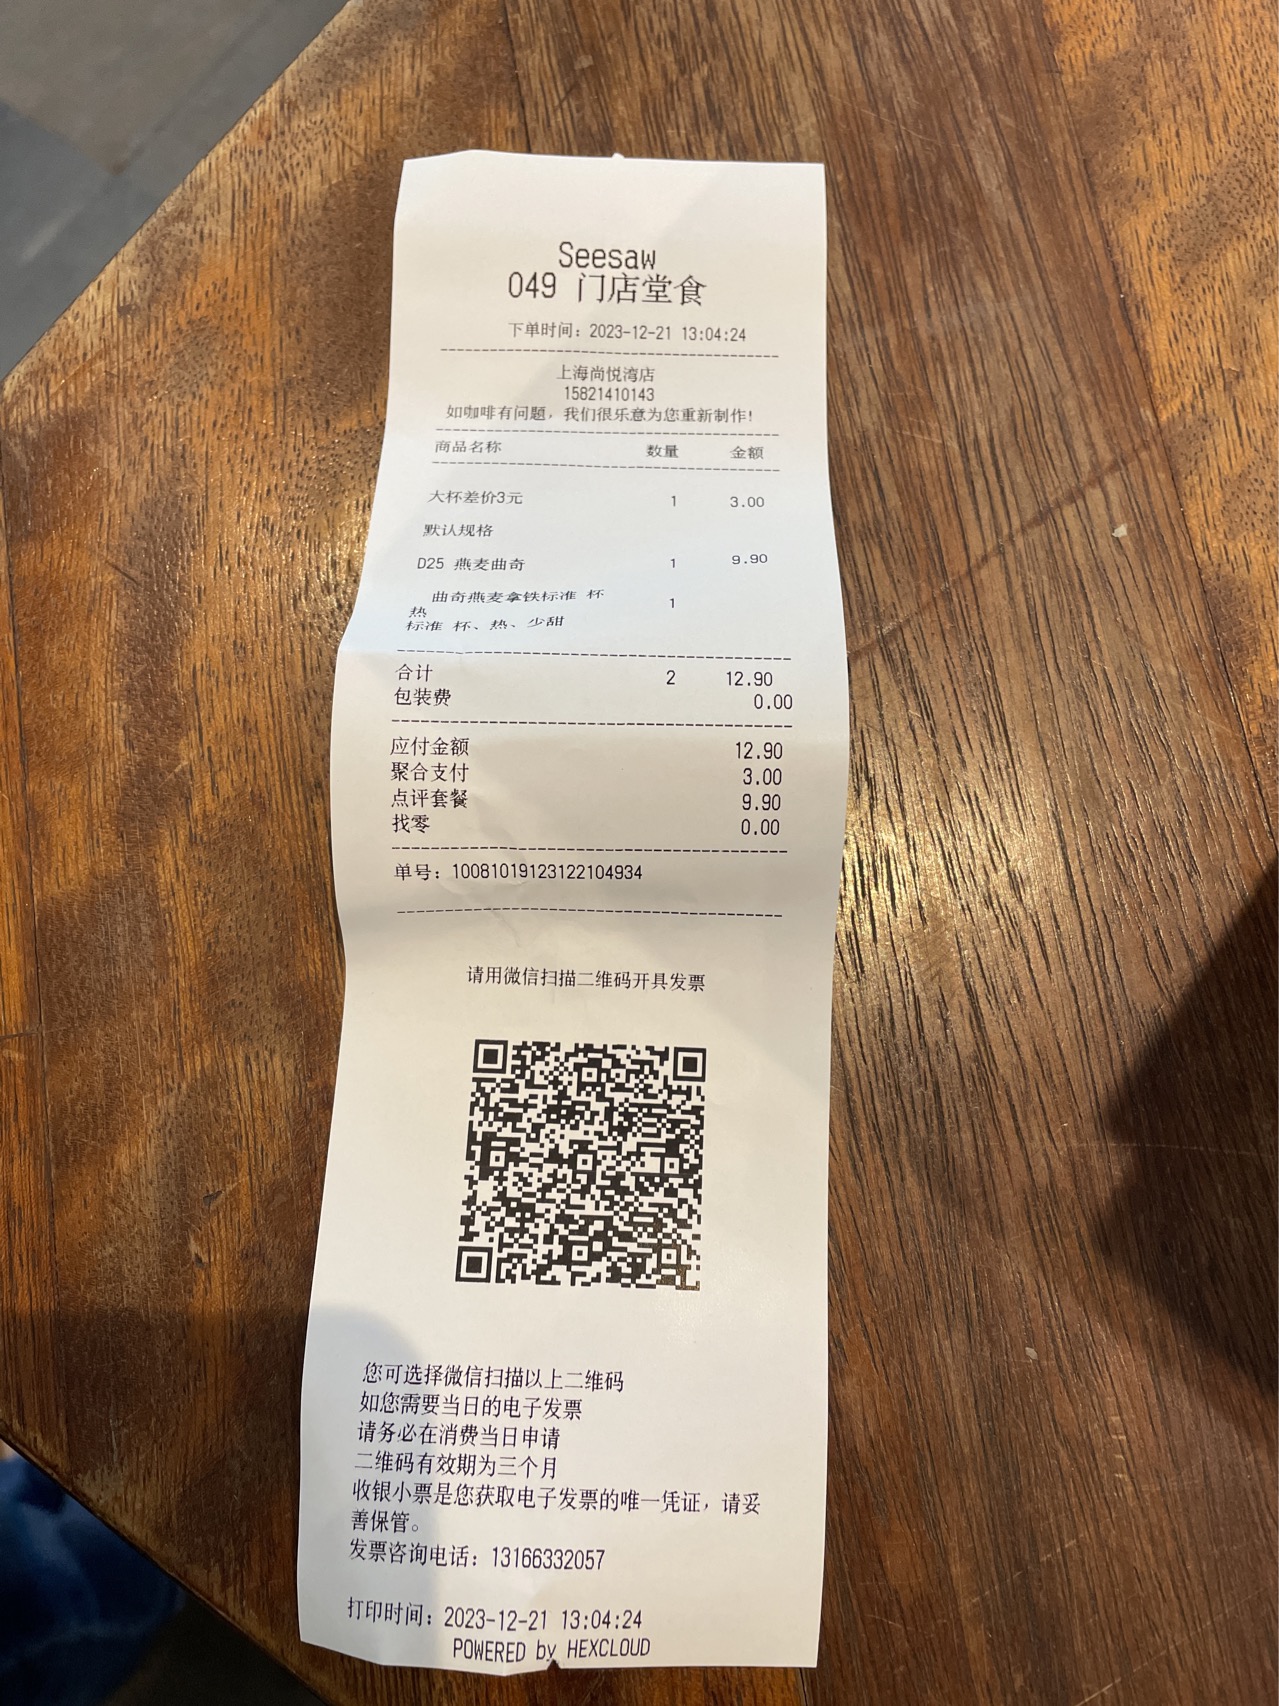 Seesaw
049 门店堂食
下单时间：2023-12-21 13:04:24
上海尚悦湾店
15821410143
如咖啡有问题，我们很乐意为您重新制作！
商品名称 数量 金额
大杯差价3元 1 3.00
默认规格
D25 燕麦曲奇 1 9.90
曲奇燕麦拿铁标准 杯 1
热
标准 杯、热、少甜
合计 2 12.90
包装费 0.00
应付金额 12.90
聚合支付 3.00
点评套餐 9.90
找零 0.00
单号：10081019123122104934
请用微信扫描二维码开具发票
您可选择微信扫描以上二维码
如您需要当日的电子发票
请务必在消费当日申请
二维码有效期为三个月
收银小票是您获取电子发票的唯一凭证，请妥
善保管。
发票咨询电话：13166332057
打印时间：2023-12-21 13:04:24
POWERED by HEXCLOUD